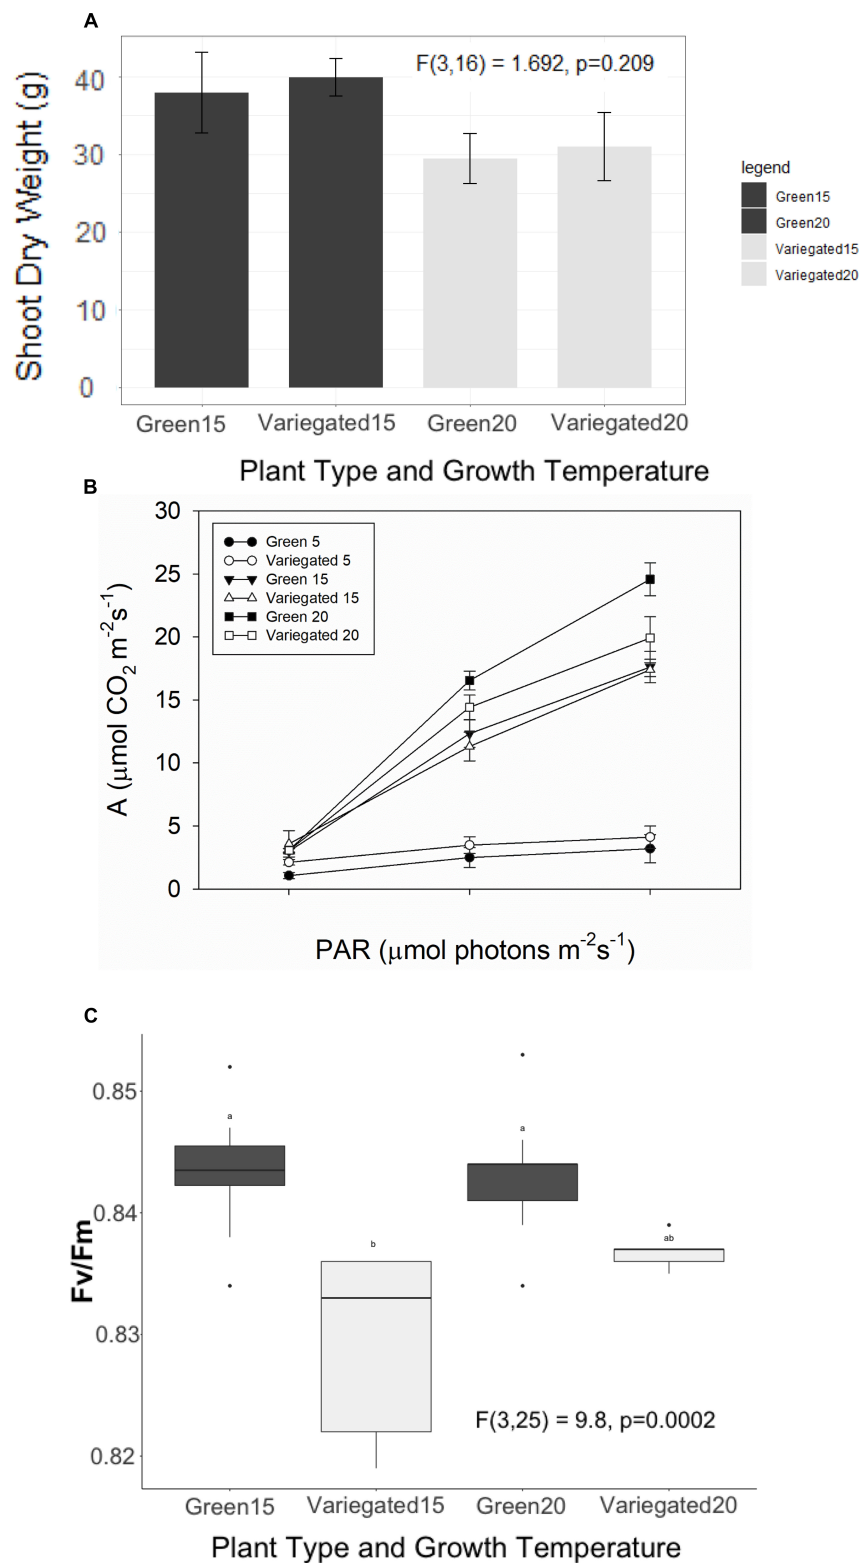 A
Shoot Dry Weight (g)
40
30
20
10
0
F(3,16) = 1.692, p=0.209
Green15
Variegated15
Green20
Variegated20
Plant Type and Growth Temperature
legend
Green15
Green20
Variegated15
Variegated20
B
A (μmol CO2 m-2s-1)
30
25
20
15
10
5
0
Green 5
Variegated 5
Green 15
Variegated 15
Green 20
Variegated 20
PAR (μmol photons m-2s-1)
C
Fv/Fm
0.85
0.84
0.83
0.82
a
b
a
ab
F(3,25) = 9.8, p=0.0002
Green15
Variegated15
Green20
Variegated20
Plant Type and Growth Temperature